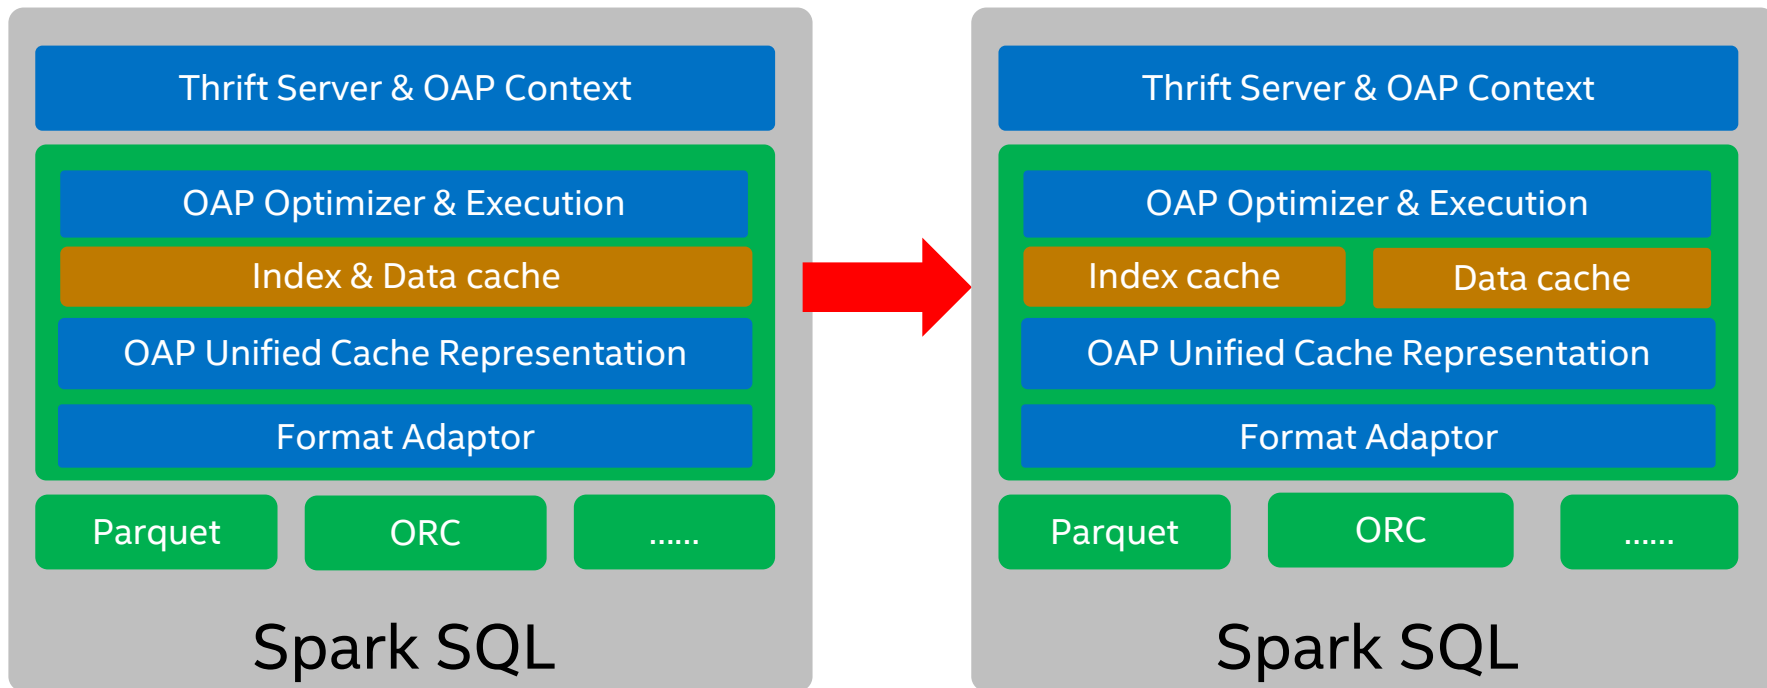 Thrift Server & OAP Context
OAP Optimizer & Execution
Index & Data cache
OAP Unified Cache Representation
Format Adaptor
Parquet
ORC
......
Spark SQL
Thrift Server & OAP Context
OAP Optimizer & Execution
Index cache
Data cache
OAP Unified Cache Representation
Format Adaptor
Parquet
ORC
......
Spark SQL